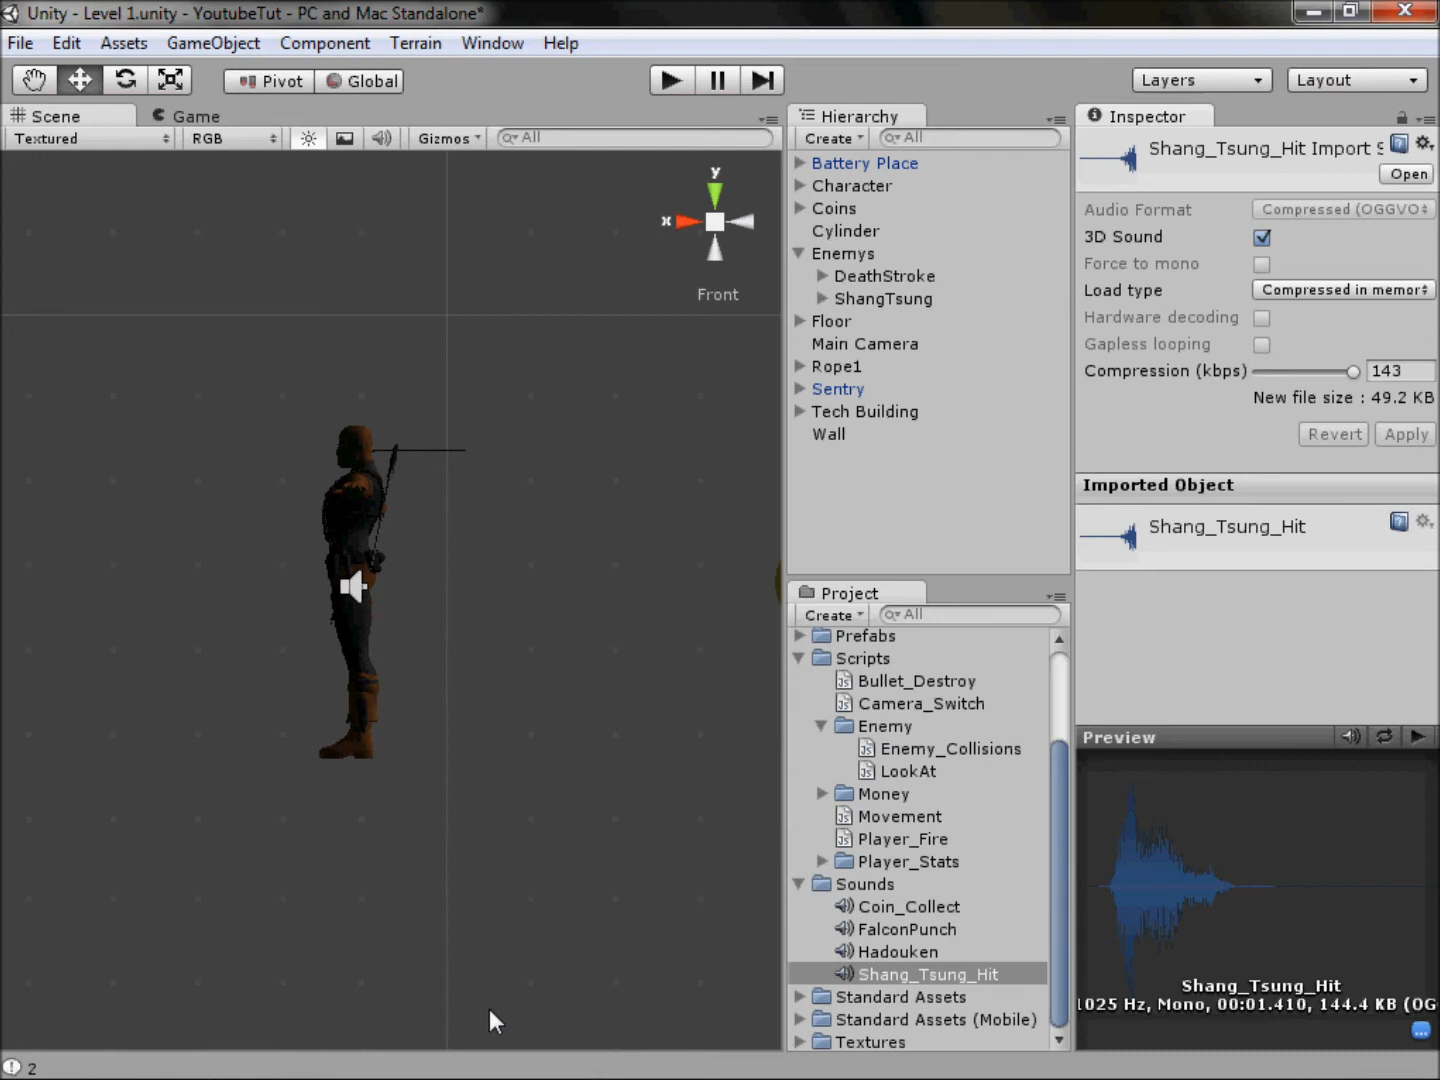 Unity - Level 1.unity - YoutubeTut - PC and Mac Standalone*
File Edit Assets GameObject Component Terrain Window Help
Pivot Global Layers Layout
Scene Game
Textured RGB Gizmos All
y
x
Front
Hierarchy
Create All
Battery Place
Character
Coins
Cylinder
Enemys
DeathStroke
ShangTsung
Floor
Main Camera
Rope1
Sentry
Tech Building
Wall
Project
Create All
Prefabs
Scripts
Bullet_Destroy
Camera_Switch
Enemy
Enemy_Collisions
LookAt
Money
Movement
Player_Fire
Player_Stats
Sounds
Coin_Collect
FalconPunch
Hadouken
Shang_Tsung_Hit
Standard Assets
Standard Assets (Mobile)
Textures
Inspector
Shang_Tsung_Hit Import S
Open
Audio Format Compressed (OGGVO
3D Sound
Force to mono
Load type Compressed in memor
Hardware decoding
Gapless looping
Compression (kbps) 143
New file size : 49.2 KB
Revert Apply
Imported Object
Shang_Tsung_Hit
Preview
Shang_Tsung_Hit
1025 Hz, Mono, 00:01.410, 144.4 KB (OG
2